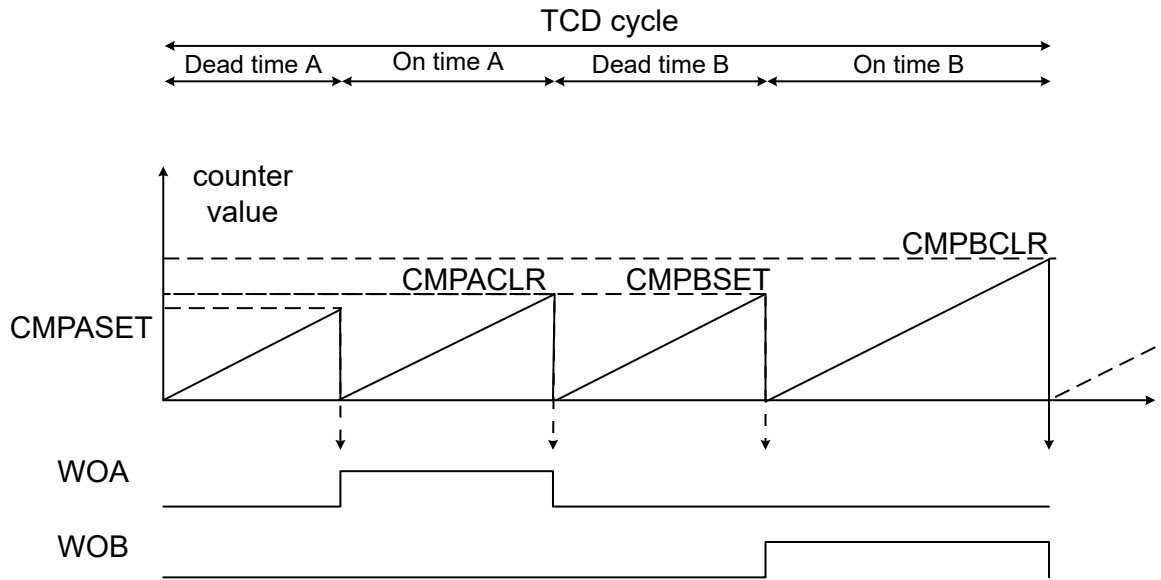 TCD cycle
Dead time A
On time A
Dead time B
On time B
counter
value
CMPBCLR
CMPACLR
CMPBSET
CMPASET
WOA
WOB